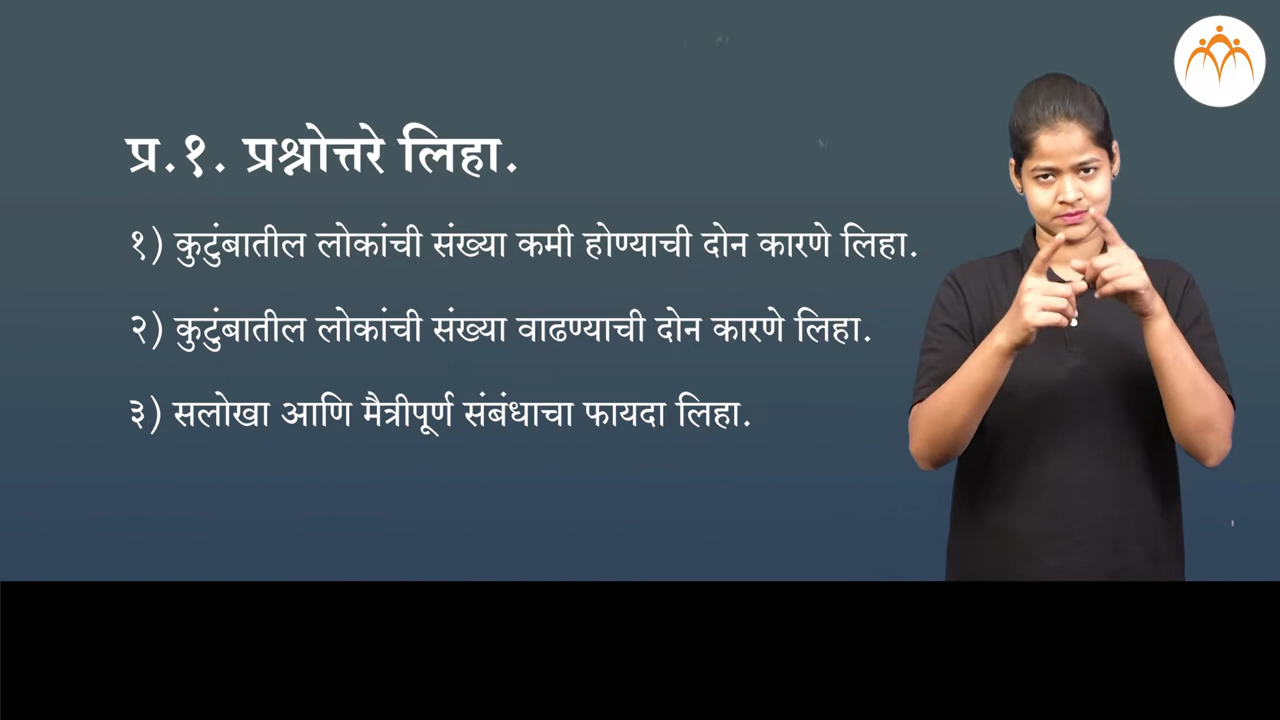 प्र.१. प्रश्नोत्तरे लिहा.
१) कुटुंबातील लोकांची संख्या कमी होण्याची दोन कारणे लिहा.
२) कुटुंबातील लोकांची संख्या वाढण्याची दोन कारणे लिहा.
३) सलोखा आणि मैत्रीपूर्ण संबंधाचा फायदा लिहा.